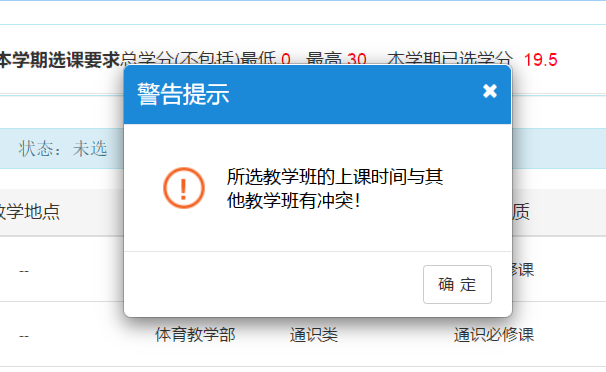 本学期选课要求总学分(不包括)最低 0 最高 30 本学期已选学分 19.5
警告提示
状态：未选
所选教学班的上课时间与其
他教学班有冲突！
学地点
质
--
修课
确 定
--
体育教学部
通识类
通识必修课